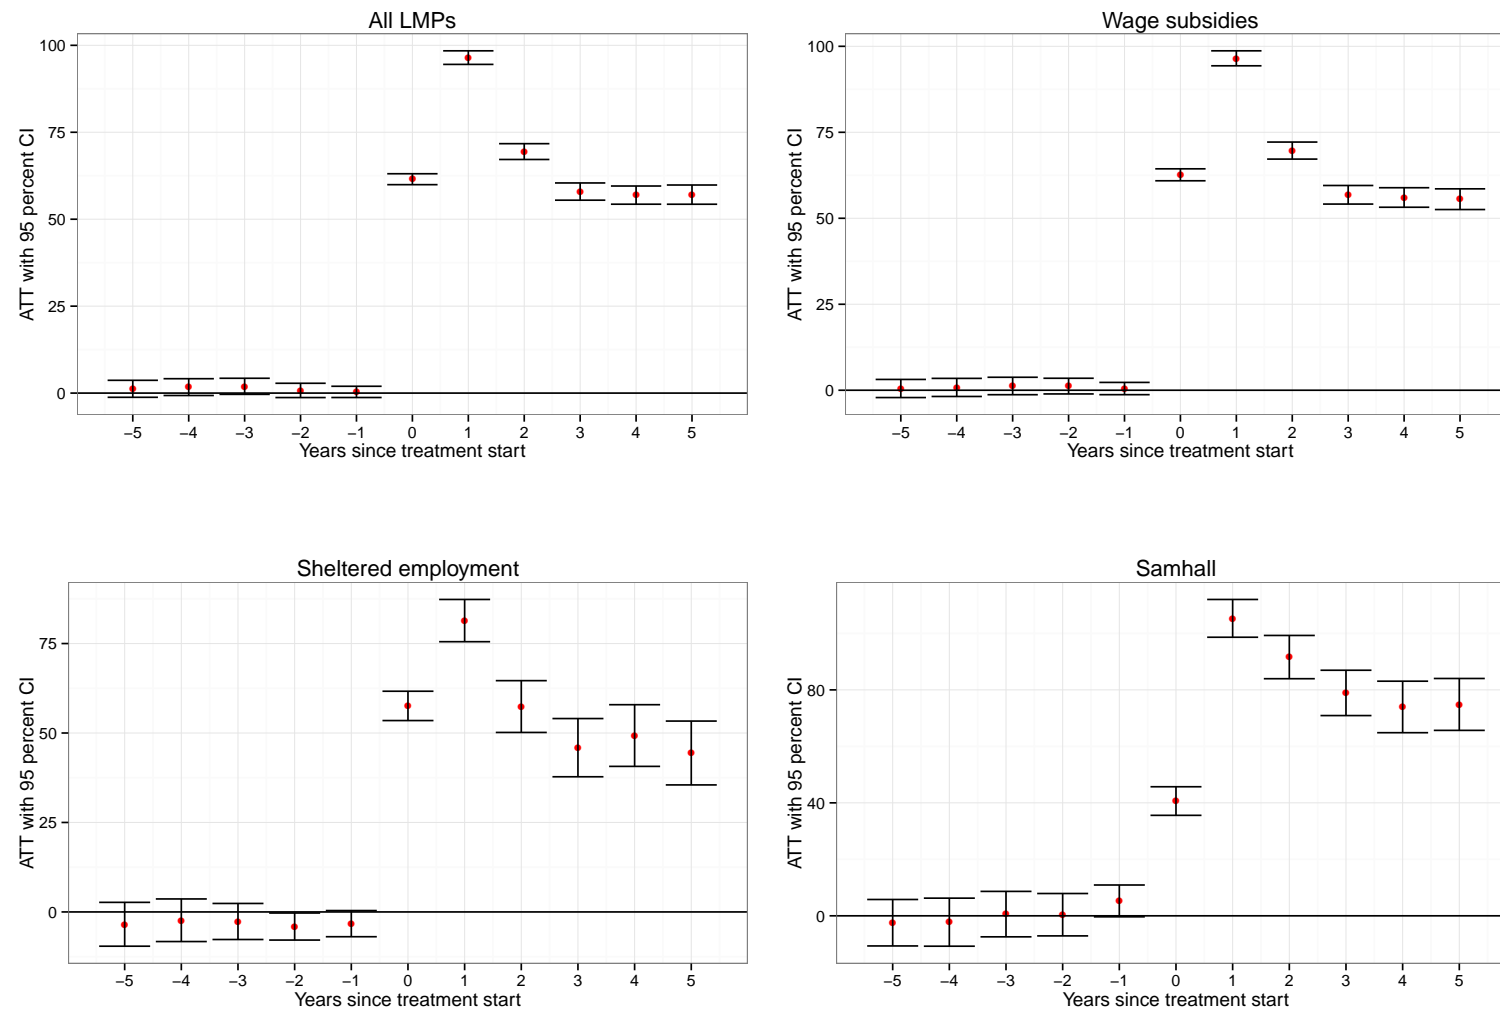 All LMPs
ATT with 95 percent CI
100
75
50
25
0
−5 −4 −3 −2 −1 0 1 2 3 4 5
Years since treatment start
Wage subsidies
ATT with 95 percent CI
100
75
50
25
0
−5 −4 −3 −2 −1 0 1 2 3 4 5
Years since treatment start
Sheltered employment
ATT with 95 percent CI
75
50
25
0
−5 −4 −3 −2 −1 0 1 2 3 4 5
Years since treatment start
Samhall
ATT with 95 percent CI
80
40
0
−5 −4 −3 −2 −1 0 1 2 3 4 5
Years since treatment start